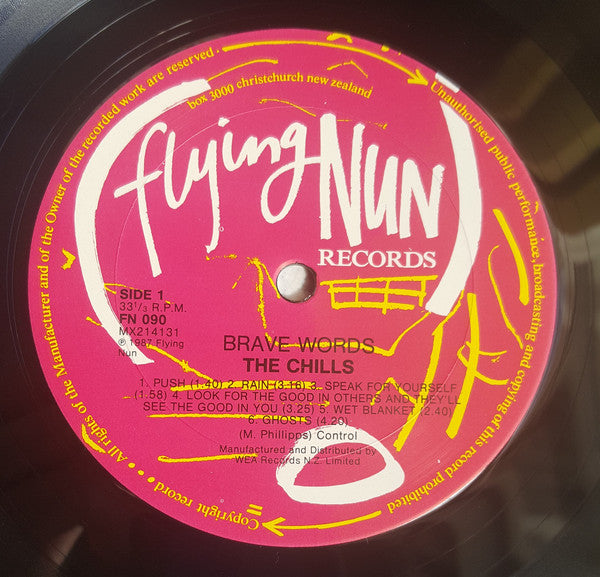 All rights of the Manufacturer and of the Owner of the recorded work are reserved
Unauthorised public performance, broadcasting and copying of this record prohibited
Copyright record
box 3000 christchurch new zealand
flying NUN
RECORDS
SIDE 1
33 1/3 R.P.M.
FN 090
MX214131
℗ 1987 Flying
Nun
BRAVE WORDS
THE CHILLS
1. PUSH (1.40) 2. RAIN (3.16) 3. SPEAK FOR YOURSELF
(1.58) 4. LOOK FOR THE GOOD IN OTHERS AND THEY'LL
SEE THE GOOD IN YOU (3.25) 5. WET BLANKET (2.40)
6. GHOSTS (4.20)
(M. Phillipps) Control
Manufactured and Distributed by
WEA Records N.Z. Limited